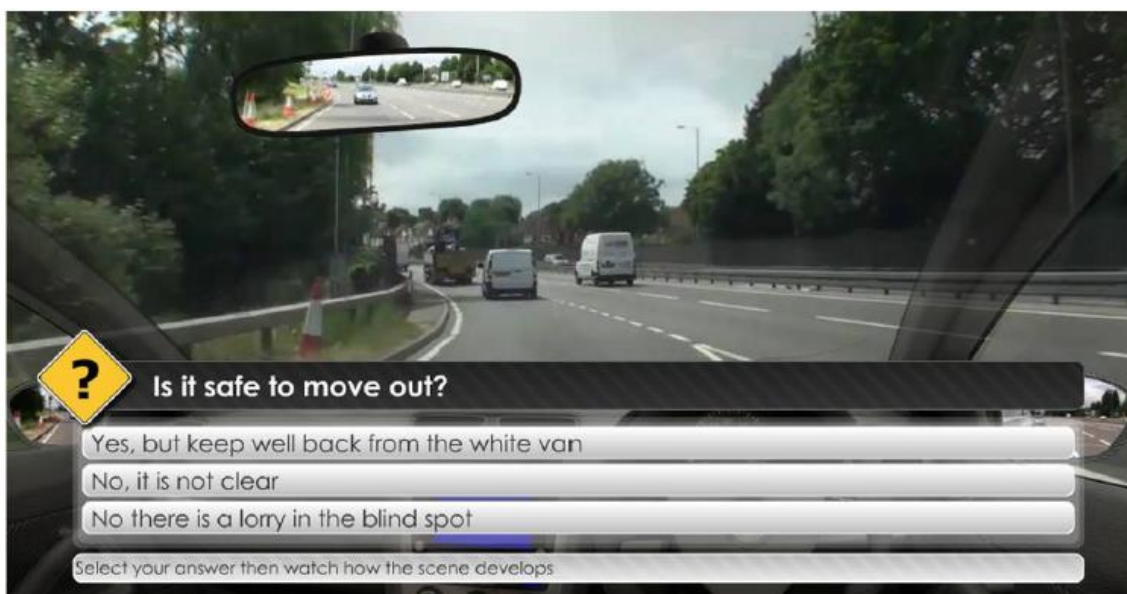 ?
Is it safe to move out?
Yes, but keep well back from the white van
No, it is not clear
No there is a lorry in the blind spot
Select your answer then watch how the scene develops